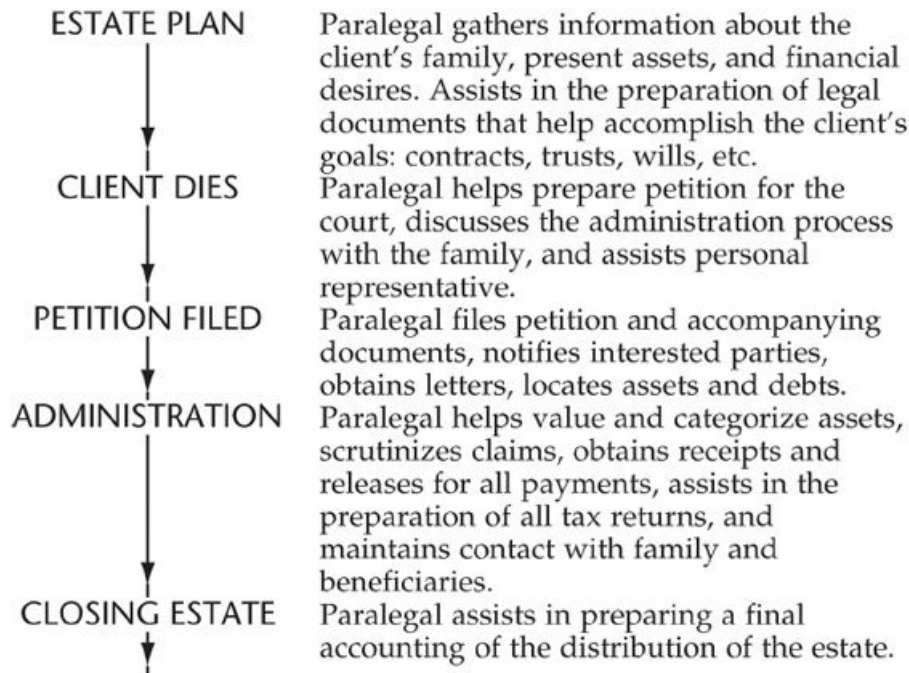 ESTATE PLAN
Paralegal gathers information about the
client's family, present assets, and financial
desires. Assists in the preparation of legal
documents that help accomplish the client's
goals: contracts, trusts, wills, etc.
CLIENT DIES
Paralegal helps prepare petition for the
court, discusses the administration process
with the family, and assists personal
representative.
PETITION FILED
Paralegal files petition and accompanying
documents, notifies interested parties,
obtains letters, locates assets and debts.
ADMINISTRATION
Paralegal helps value and categorize assets,
scrutinizes claims, obtains receipts and
releases for all payments, assists in the
preparation of all tax returns, and
maintains contact with family and
beneficiaries.
CLOSING ESTATE
Paralegal assists in preparing a final
accounting of the distribution of the estate.